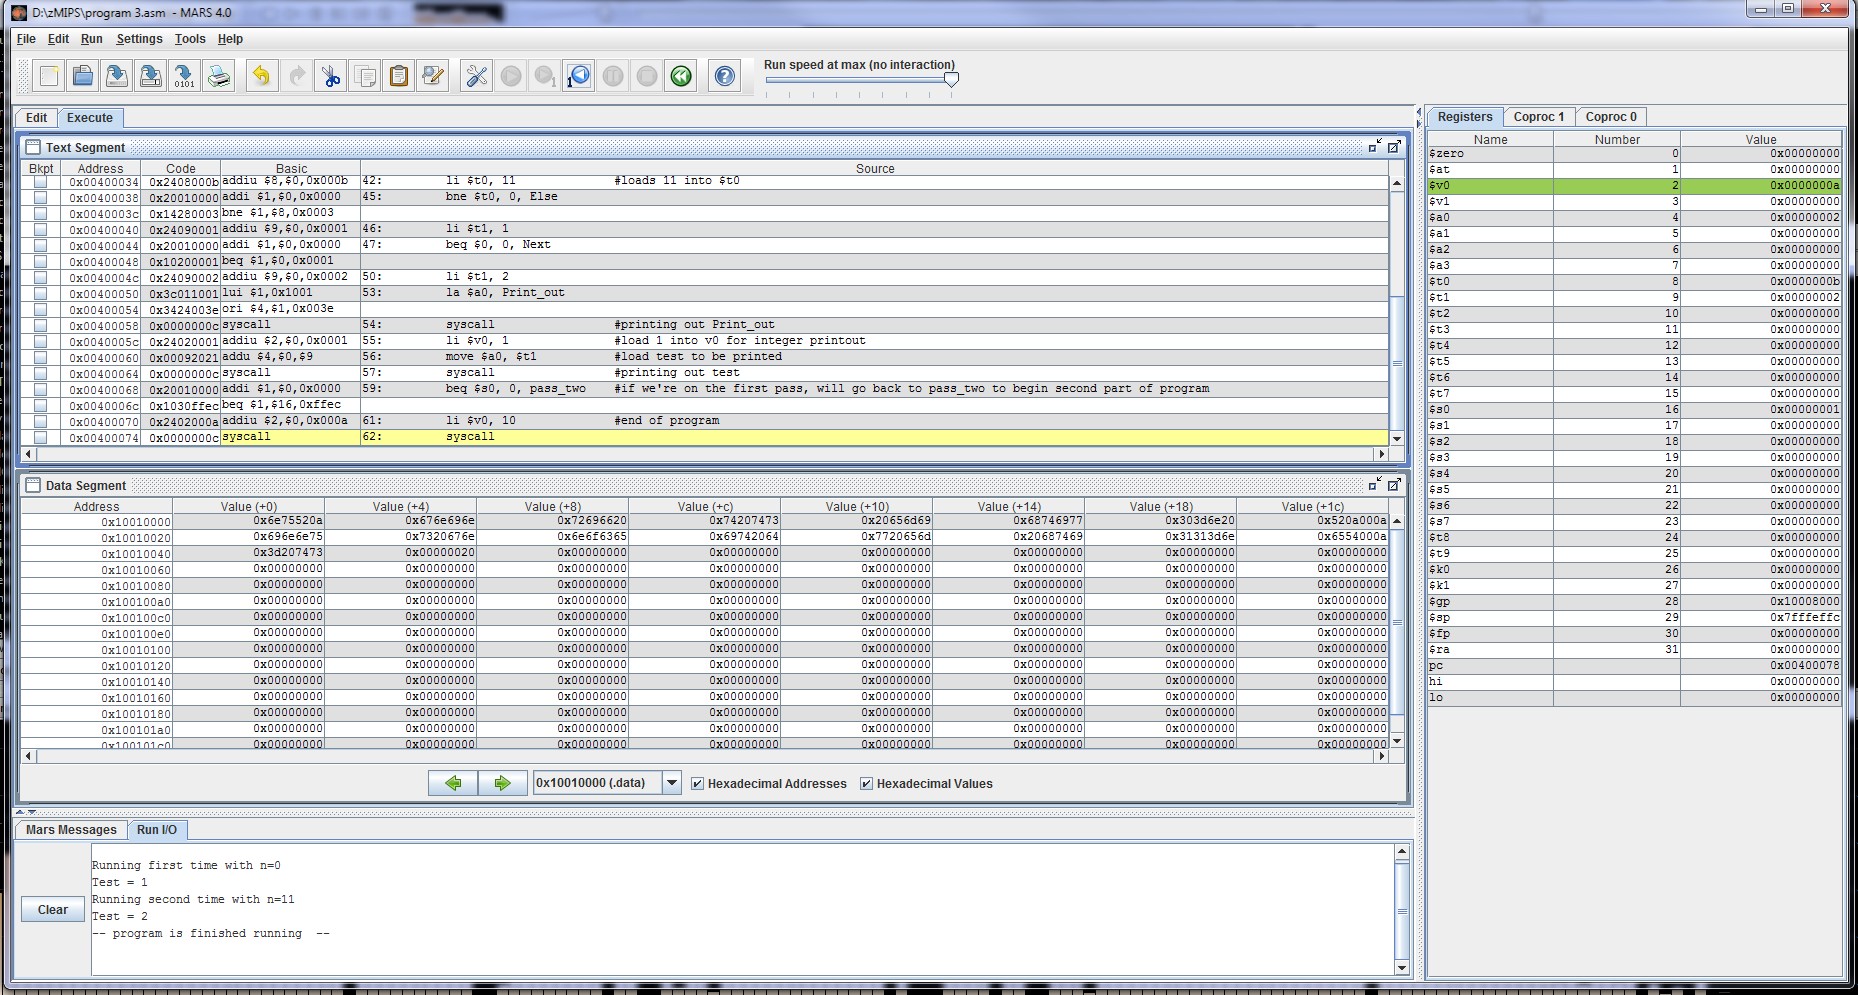 D:\zMIPS\program 3.asm - MARS 4.0
File Edit Run Settings Tools Help
Run speed at max (no interaction)
Edit Execute
Text Segment
Bkpt Address Code Basic Source
0x00400034 0x2408000b addiu $8,$0,0x000b 42: li $t0, 11 #loads 11 into $t0
0x00400038 0x20010000 addi $1,$0,0x0000 45: bne $t0, 0, Else
0x0040003c 0x14280003 bne $1,$8,0x0003
0x00400040 0x24090001 addiu $9,$0,0x0001 46: li $t1, 1
0x00400044 0x20010000 addi $1,$0,0x0000 47: beq $0, 0, Next
0x00400048 0x10200001 beq $1,$0,0x0001
0x0040004c 0x24090002 addiu $9,$0,0x0002 50: li $t1, 2
0x00400050 0x3c011001 lui $1,0x1001 53: la $a0, Print_out
0x00400054 0x3424003e ori $4,$1,0x003e
0x00400058 0x0000000c syscall 54: syscall #printing out Print_out
0x0040005c 0x24020001 addiu $2,$0,0x0001 55: li $v0, 1 #load 1 into v0 for integer printout
0x00400060 0x00092021 addu $4,$0,$9 56: move $a0, $t1 #load test to be printed
0x00400064 0x0000000c syscall 57: syscall #printing out test
0x00400068 0x20010000 addi $1,$0,0x0000 59: beq $s0, 0, pass_two #if we're on the first pass, will go back to pass_two to begin second part of program
0x0040006c 0x1030ffec beq $1,$16,0xffec
0x00400070 0x2402000a addiu $2,$0,0x000a 61: li $v0, 10 #end of program
0x00400074 0x0000000c syscall 62: syscall
Data Segment
Address Value (+0) Value (+4) Value (+8) Value (+c) Value (+10) Value (+14) Value (+18) Value (+1c)
0x10010000 0x6e75520a 0x676e696e 0x72696620 0x74207473 0x20656d69 0x68746977 0x303d6e20 0x520a000a
0x10010020 0x696e6e75 0x7320676e 0x6e6f6365 0x69742064 0x7720656d 0x20687469 0x31313d6e 0x6554000a
0x10010040 0x3d207473 0x00000020 0x00000000 0x00000000 0x00000000 0x00000000 0x00000000 0x00000000
0x10010060 0x00000000 0x00000000 0x00000000 0x00000000 0x00000000 0x00000000 0x00000000 0x00000000
0x10010080 0x00000000 0x00000000 0x00000000 0x00000000 0x00000000 0x00000000 0x00000000 0x00000000
0x100100a0 0x00000000 0x00000000 0x00000000 0x00000000 0x00000000 0x00000000 0x00000000 0x00000000
0x100100c0 0x00000000 0x00000000 0x00000000 0x00000000 0x00000000 0x00000000 0x00000000 0x00000000
0x100100e0 0x00000000 0x00000000 0x00000000 0x00000000 0x00000000 0x00000000 0x00000000 0x00000000
0x10010100 0x00000000 0x00000000 0x00000000 0x00000000 0x00000000 0x00000000 0x00000000 0x00000000
0x10010120 0x00000000 0x00000000 0x00000000 0x00000000 0x00000000 0x00000000 0x00000000 0x00000000
0x10010140 0x00000000 0x00000000 0x00000000 0x00000000 0x00000000 0x00000000 0x00000000 0x00000000
0x10010160 0x00000000 0x00000000 0x00000000 0x00000000 0x00000000 0x00000000 0x00000000 0x00000000
0x10010180 0x00000000 0x00000000 0x00000000 0x00000000 0x00000000 0x00000000 0x00000000 0x00000000
0x100101a0 0x00000000 0x00000000 0x00000000 0x00000000 0x00000000 0x00000000 0x00000000 0x00000000
0x100101c0 0x00000000 0x00000000 0x00000000 0x00000000 0x00000000 0x00000000 0x00000000 0x00000000
0x10010000 (.data) Hexadecimal Addresses Hexadecimal Values
Mars Messages Run I/O
Clear
Running first time with n=0
Test = 1
Running second time with n=11
Test = 2
-- program is finished running --
Registers Coproc 1 Coproc 0
Name Number Value
$zero 0 0x00000000
$at 1 0x00000000
$v0 2 0x0000000a
$v1 3 0x00000000
$a0 4 0x00000002
$a1 5 0x00000000
$a2 6 0x00000000
$a3 7 0x00000000
$t0 8 0x0000000b
$t1 9 0x00000002
$t2 10 0x00000000
$t3 11 0x00000000
$t4 12 0x00000000
$t5 13 0x00000000
$t6 14 0x00000000
$t7 15 0x00000000
$s0 16 0x00000001
$s1 17 0x00000000
$s2 18 0x00000000
$s3 19 0x00000000
$s4 20 0x00000000
$s5 21 0x00000000
$s6 22 0x00000000
$s7 23 0x00000000
$t8 24 0x00000000
$t9 25 0x00000000
$k0 26 0x00000000
$k1 27 0x00000000
$gp 28 0x10008000
$sp 29 0x7fffeffc
$fp 30 0x00000000
$ra 31 0x00000000
pc 0x00400078
hi 0x00000000
lo 0x00000000